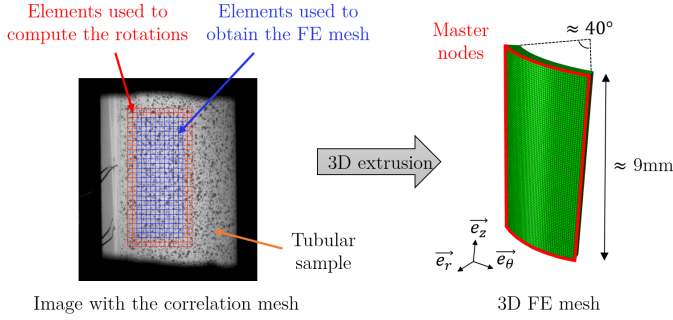 Elements used to
compute the rotations
Elements used to
obtain the FE mesh
Tubular
sample
Image with the correlation mesh
3D extrusion
Master
nodes
≈ 40°
≈ 9mm
e_z
e_r
e_θ
3D FE mesh